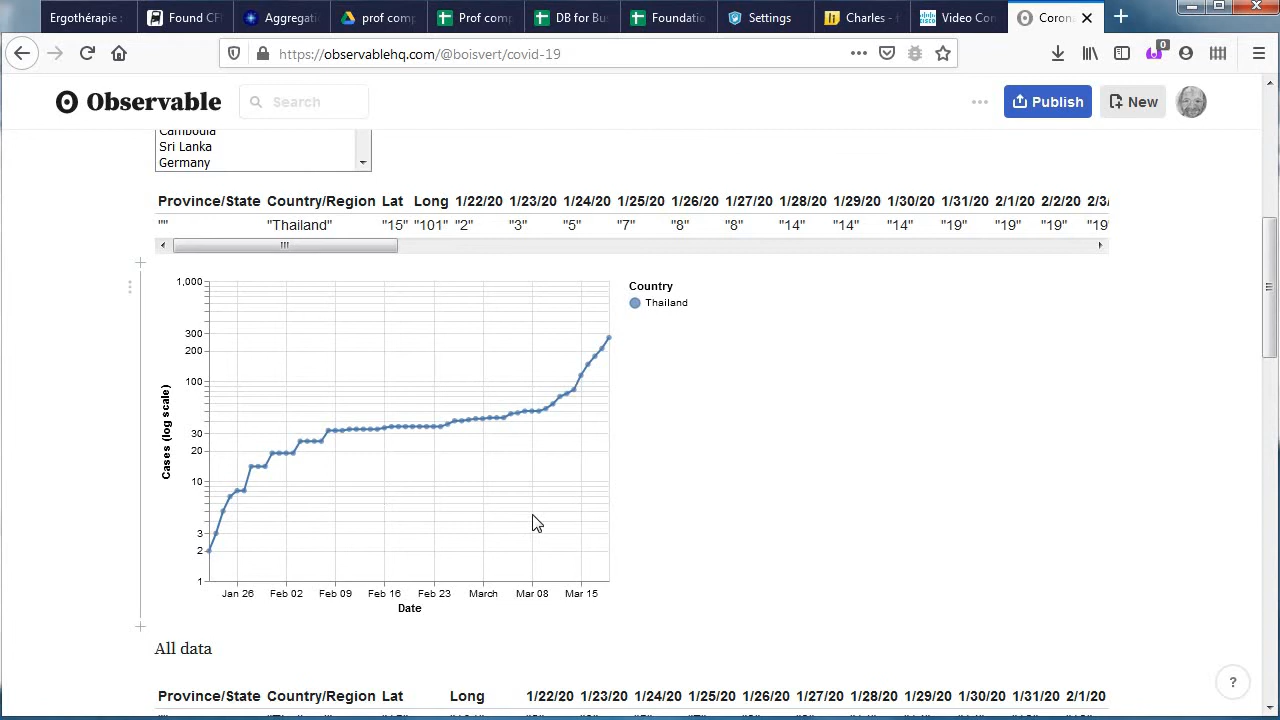 Ergothérapie : Found CF Aggregati prof comp Prof comp DB for Bus Foundatio Settings Charles - Video Con Corona
https://observablehq.com/@boisvert/covid-19
0
Observable Search Publish New
Cambodia
Sri Lanka
Germany
Province/State Country/Region Lat Long 1/22/20 1/23/20 1/24/20 1/25/20 1/26/20 1/27/20 1/28/20 1/29/20 1/30/20 1/31/20 2/1/20 2/2/20 2/3/
"" "Thailand" "15" "101" "2" "3" "5" "7" "8" "8" "14" "14" "14" "19" "19" "19" "19
1,000
300
200
100
30
20
10
3
2
1
Cases (log scale)
Jan 26 Feb 02 Feb 09 Feb 16 Feb 23 March Mar 08 Mar 15
Date
Country
Thailand
All data
Province/State Country/Region Lat Long 1/22/20 1/23/20 1/24/20 1/25/20 1/26/20 1/27/20 1/28/20 1/29/20 1/30/20 1/31/20 2/1/20
?